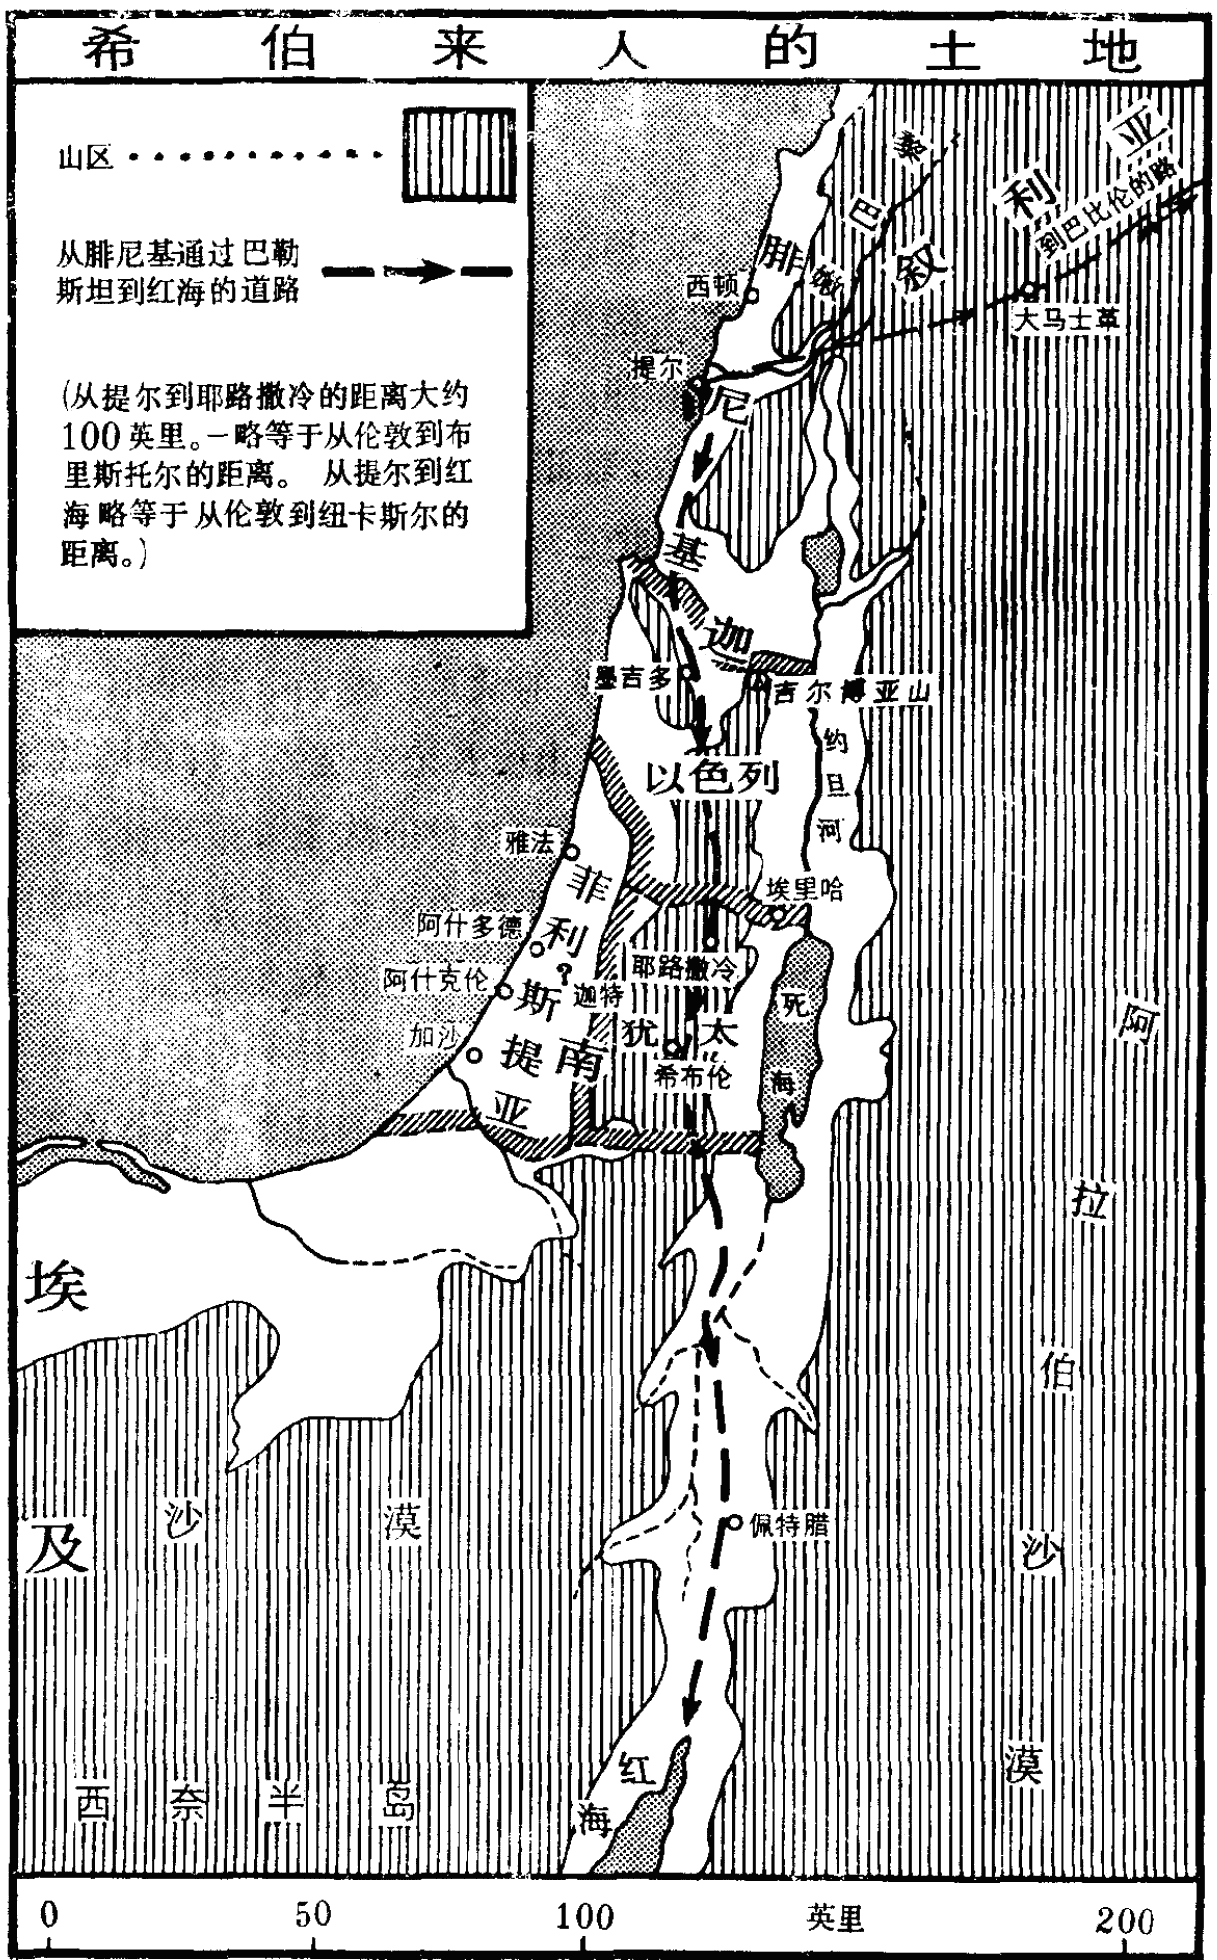 希伯来人的土地
山区
从腓尼基通过巴勒
斯坦到红海的道路
(从提尔到耶路撒冷的距离大约
100英里。—略等于从伦敦到布
里斯托尔的距离。 从提尔到红
海略等于从伦敦到纽卡斯尔的
距离。)
叙利亚
到巴比伦的路
大马士革
腓尼基
西顿
提尔
迦南
墨吉多
吉尔博亚山
以色列
约旦河
雅法
埃里哈
菲利斯提亚
阿什多德
阿什克伦
?
迦特
加沙
耶路撒冷
犹太
希布伦
死海
阿拉伯沙漠
埃及
沙漠
佩特腊
西奈半岛
红海
0 50 100 英里 200